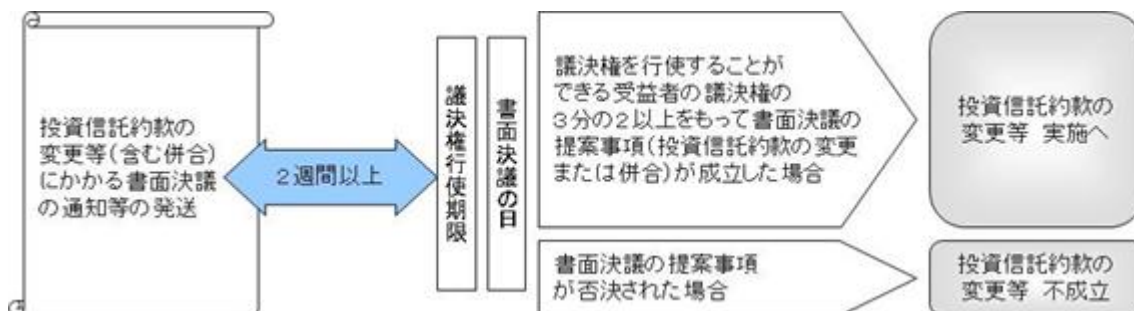 投資信託約款の
変更等(含む併合)
にかかる書面決議
の通知等の発送
2週間以上
議決権行使期限
書面決議の日
議決権を行使することが
できる受益者の議決権の
3分の2以上をもって書面決議の
提案事項(投資信託約款の変更
または併合)が成立した場合
投資信託約款の
変更等 実施へ
書面決議の提案事項
が否決された場合
投資信託約款の
変更等 不成立